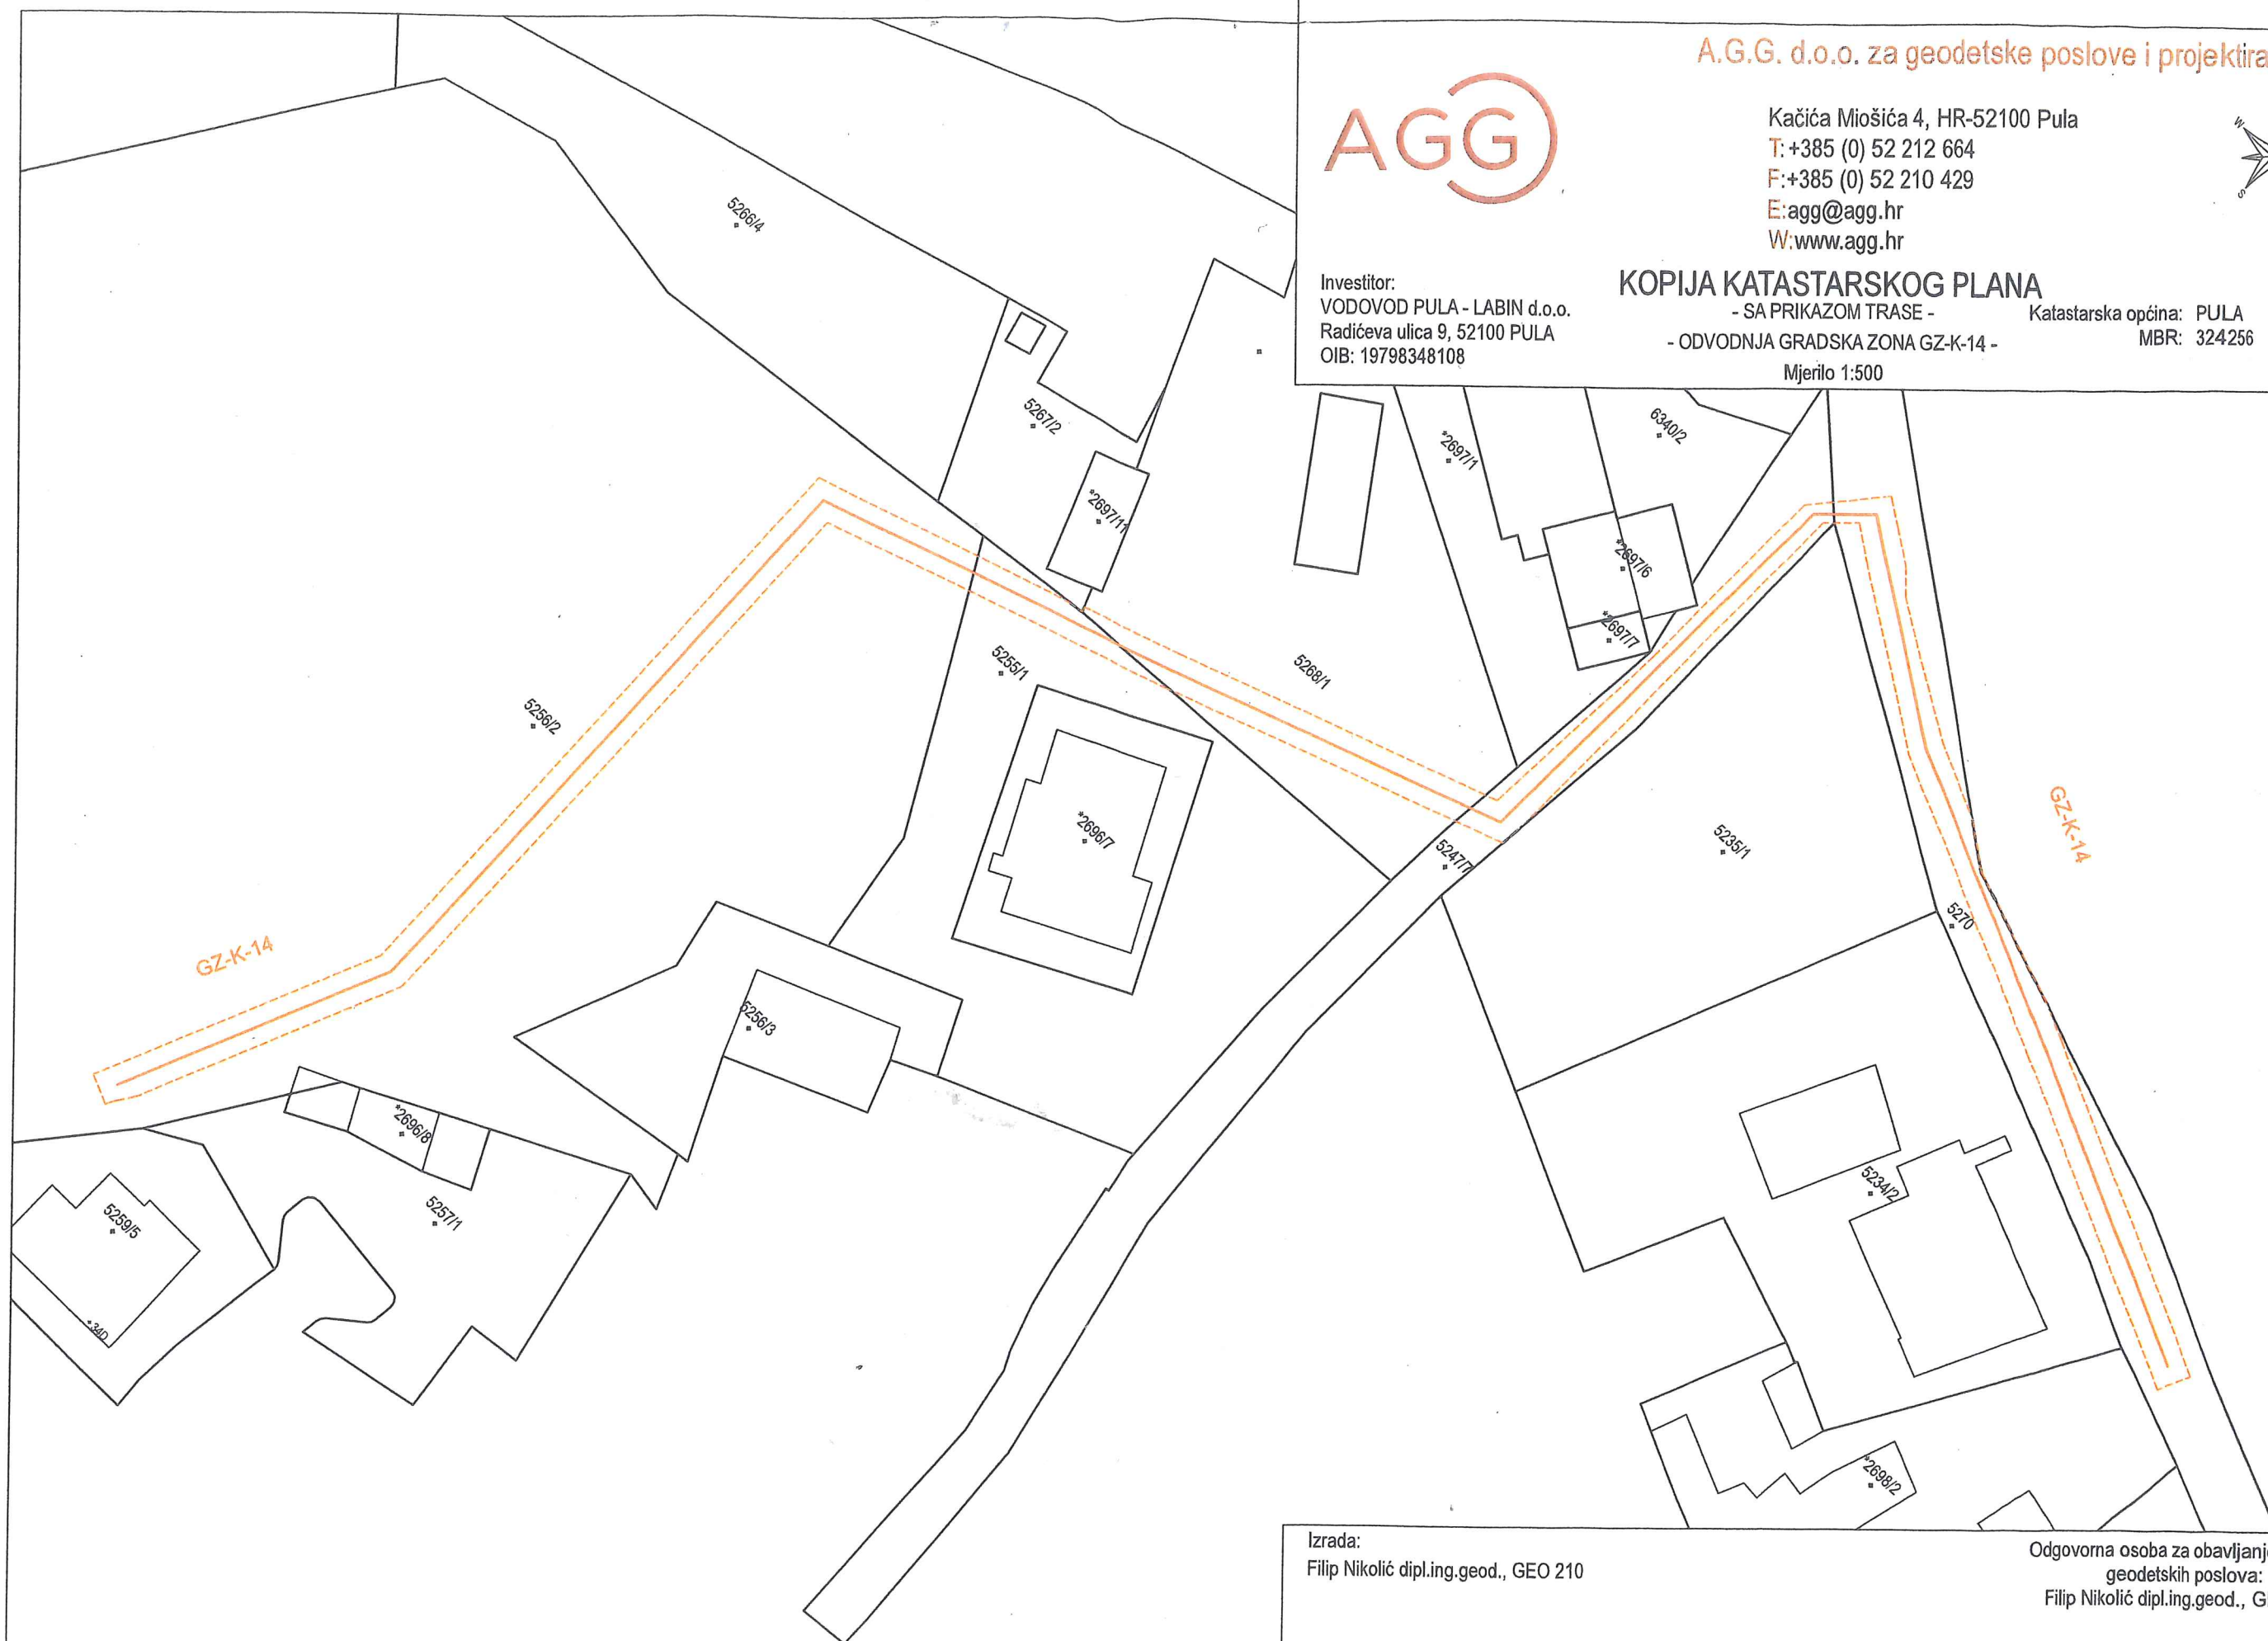 A.G.G. d.o.o. za geodetske poslove i projektira
AGG
Kačića Miošića 4, HR-52100 Pula
T:+385 (0) 52 212 664
F:+385 (0) 52 210 429
E:agg@agg.hr
W:www.agg.hr
W
S
Investitor:
VODOVOD PULA - LABIN d.o.o.
Radićeva ulica 9, 52100 PULA
OIB: 19798348108
KOPIJA KATASTARSKOG PLANA
- SA PRIKAZOM TRASE -
- ODVODNJA GRADSKA ZONA GZ-K-14 -
Mjerilo 1:500
Katastarska općina: PULA
MBR: 324256
5266/4
5267/2
*2697/11
*2697/1
6340/2
*2697/6
*2697/7
5255/1
5268/1
5256/2
*2696/7
5247/7
5235/1
GZ-K-14
5270
GZ-K-14
5256/3
*2696/8
5257/1
5259/5
*34D
5234/2
*2698/2
Izrada:
Filip Nikolić dipl.ing.geod., GEO 210
Odgovorna osoba za obavljanj
geodetskih poslova:
Filip Nikolić dipl.ing.geod., G